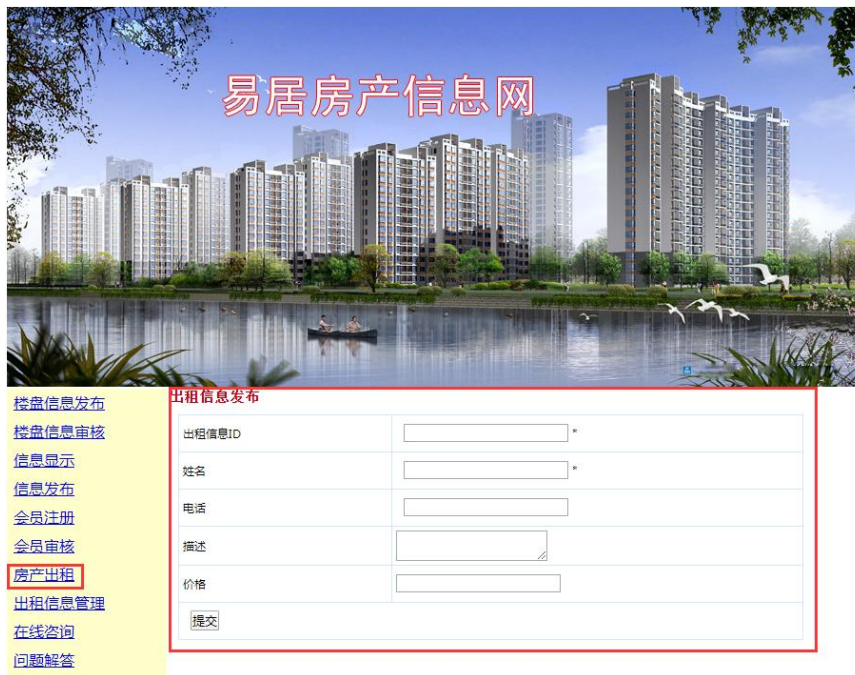 易居房产信息网
楼盘信息发布
楼盘信息审核
信息显示
信息发布
会员注册
会员审核
房产出租
出租信息管理
在线咨询
问题解答
出租信息发布
出租信息ID *
姓名 *
电话
描述
价格
提交